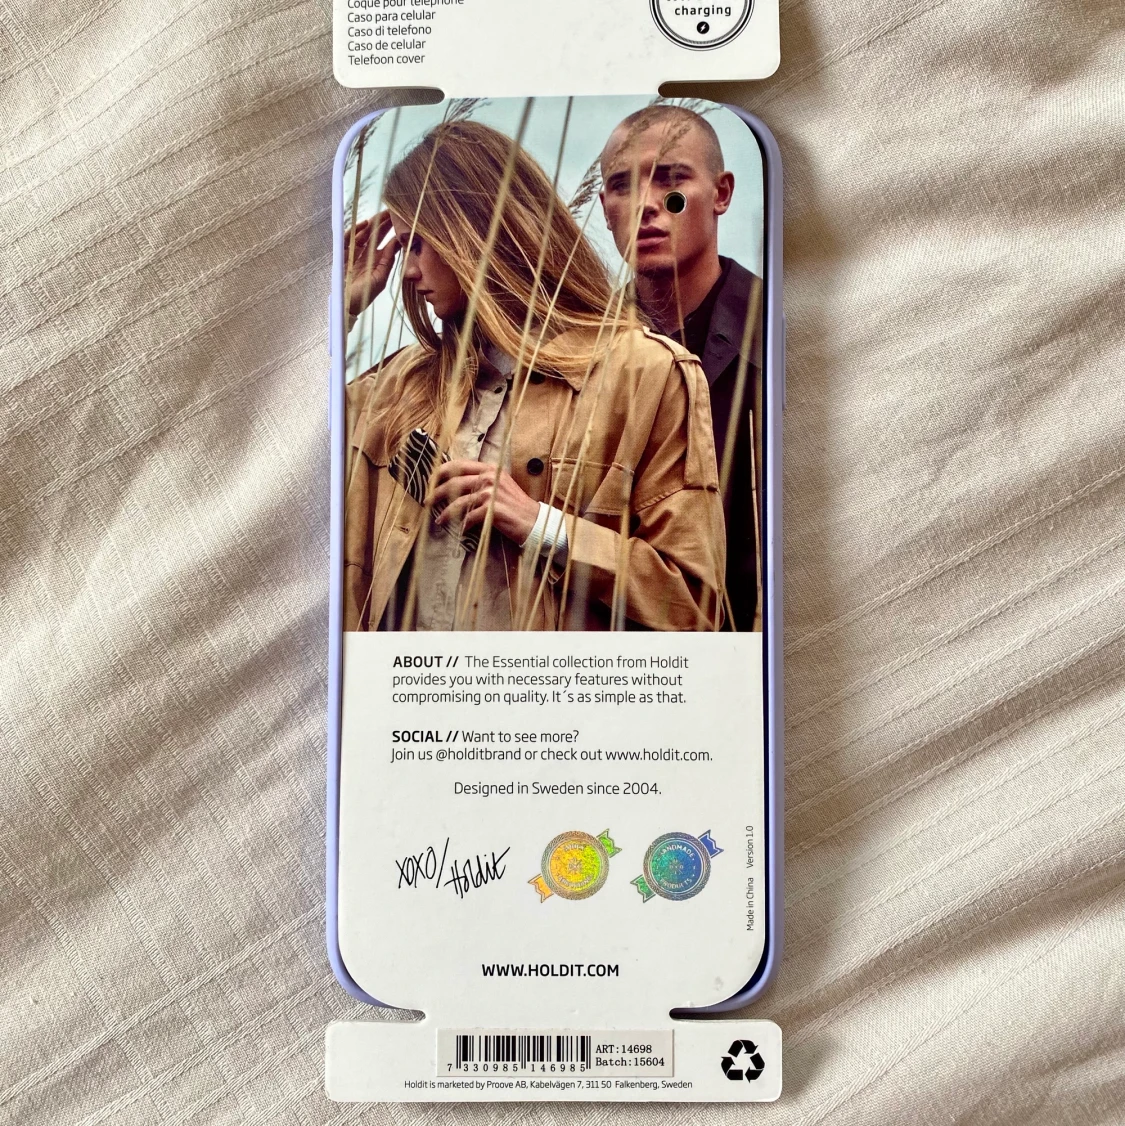 Coque pour téléphone
Caso para celular
Caso di telefono
Caso de celular
Telefoon cover
charging
ABOUT // The Essential collection from Holdit
provides you with necessary features without
compromising on quality. It´s as simple as that.
SOCIAL // Want to see more?
Join us @holditbrand or check out www.holdit.com.
Designed in Sweden since 2004.
xoxo/Holdit
HANDMADE
PRODUCTS
Made in China Version 1.0
WWW.HOLDIT.COM
7 330985 146985
ART:14698
Batch:15604
Holdit is marketed by Proove AB, Kabelvägen 7, 311 50 Falkenberg, Sweden